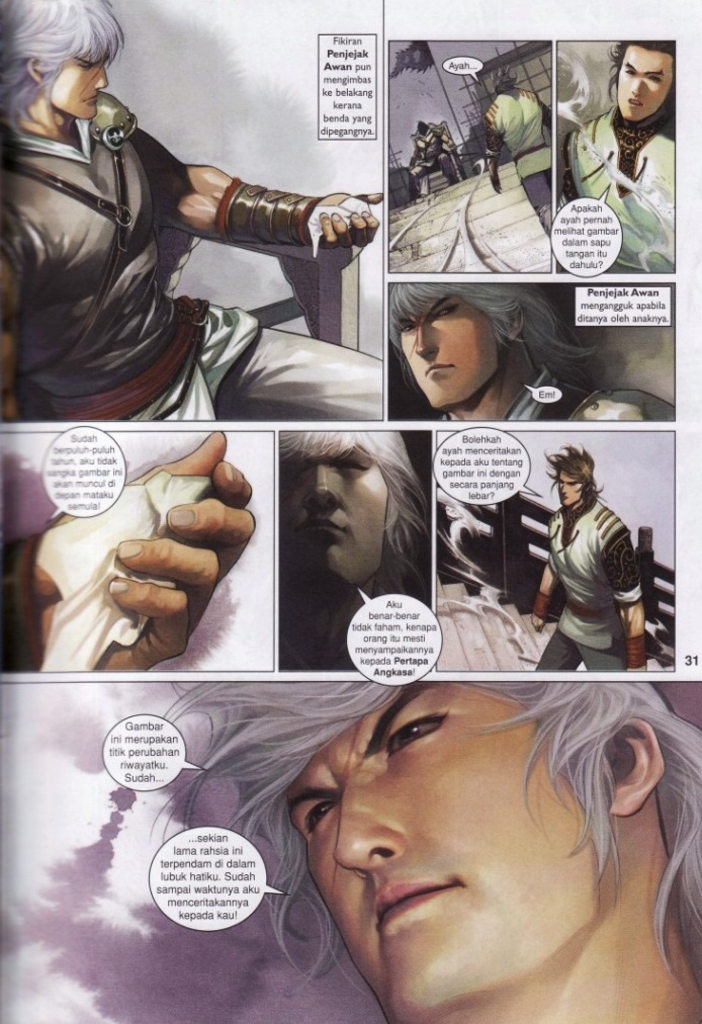 Fikiran
Penjejak
Awan pun
mengimbas
ke belakang
kerana
benda yang
dipegangnya.
Ayah...
Apakah
ayah pernah
melihat gambar
dalam sapu
tangan itu
dahulu?
Penjejak Awan
mengangguk apabila
ditanya oleh anaknya.
Em!
Sudah
berpuluh-puluh
tahun, aku tidak
sangka gambar ini
akan muncul di
depan mataku
semula!
Aku
benar-benar
tidak faham, kenapa
orang itu mesti
menyampaikannya
kepada Pertapa
Angkasa!
Bolehkah
ayah menceritakan
kepada aku tentang
gambar ini dengan
secara panjang
lebar?
31
Gambar
ini merupakan
titik perubahan
riwayatku.
Sudah...
...sekian
lama rahsia ini
terpendam di dalam
lubuk hatiku. Sudah
sampai waktunya aku
menceritakannya
kepada kau!